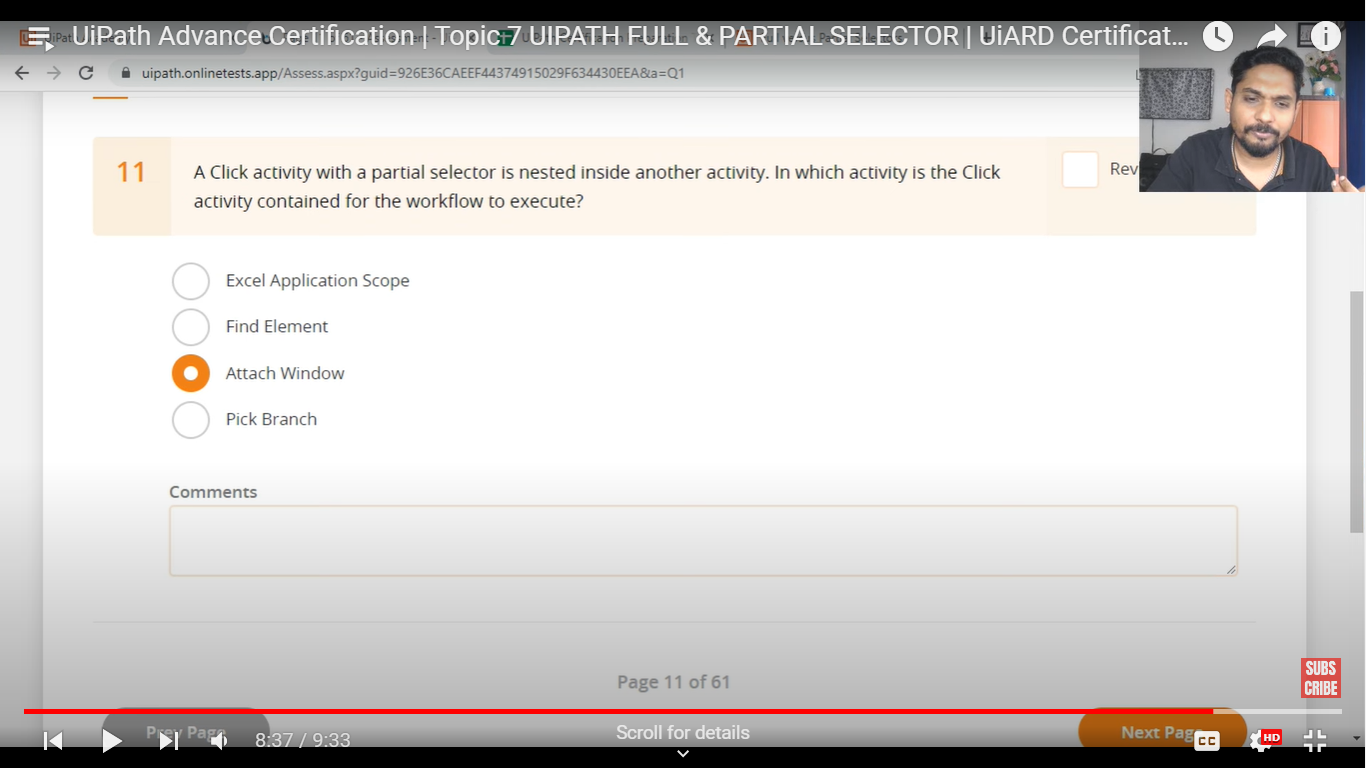 UiPath Advance Certification | Topic-7 UIPATH FULL & PARTIAL SELECTOR | UiARD Certificat...
uipath.onlinetests.app/Assess.aspx?guid=926E36CAEEF44374915029F634430EEA&a=Q1
11
A Click activity with a partial selector is nested inside another activity. In which activity is the Click
activity contained for the workflow to execute?
Rev
Excel Application Scope
Find Element
Attach Window
Pick Branch
Comments
Page 11 of 61
SUBS
CRIBE
Prev Page
Scroll for details
Next Page
8:37 / 9:33
CC
HD